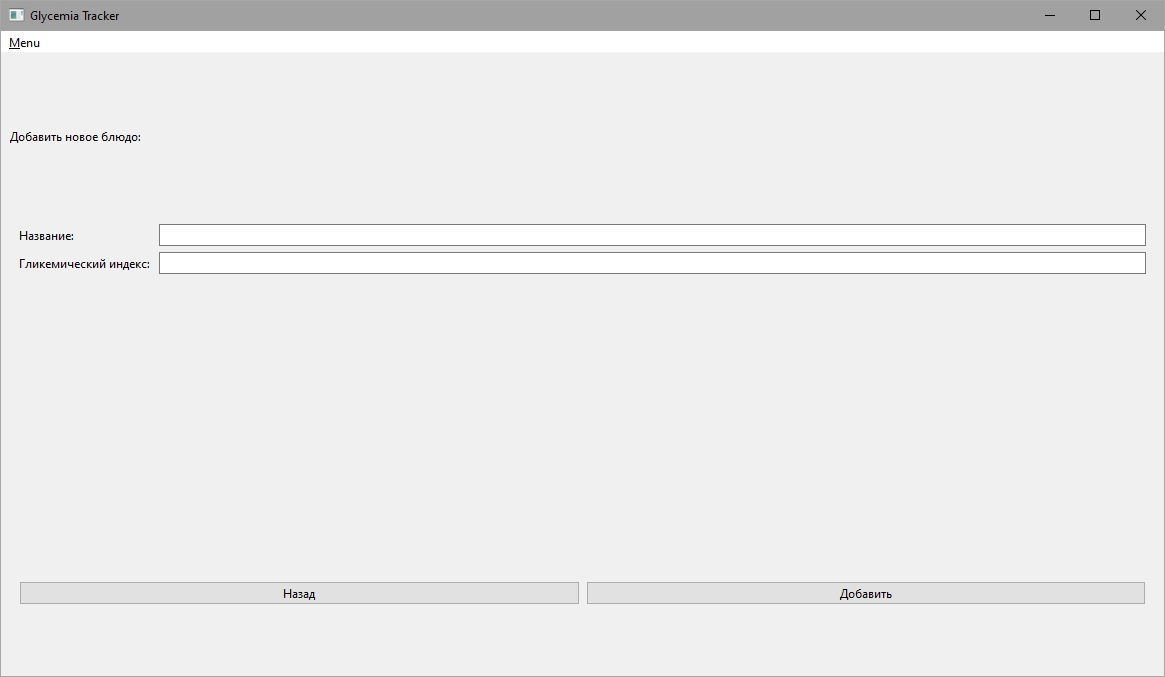 Glycemia Tracker
Menu
Добавить новое блюдо:
Название:
Гликемический индекс:
Назад
Добавить